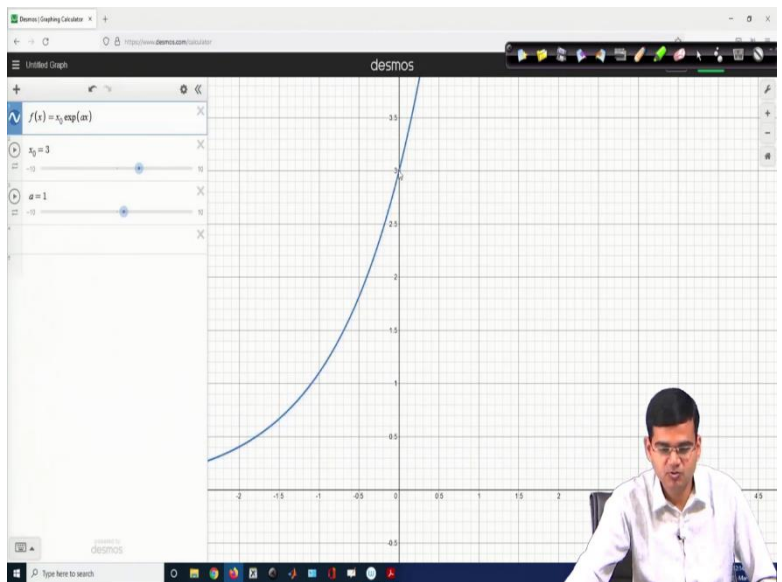 Desmos | Graphing Calculator
https://www.desmos.com/calculator
Untitled Graph
desmos
f(x) = x₀ exp(ax)
x₀ = 3
-10 10
a = 1
-10 10
3.5
3
2.5
2
1.5
1
0.5
-2 -1.5 -1 -0.5 0 0.5 1 1.5 2 4.5
-0.5
powered by
desmos
Type here to search